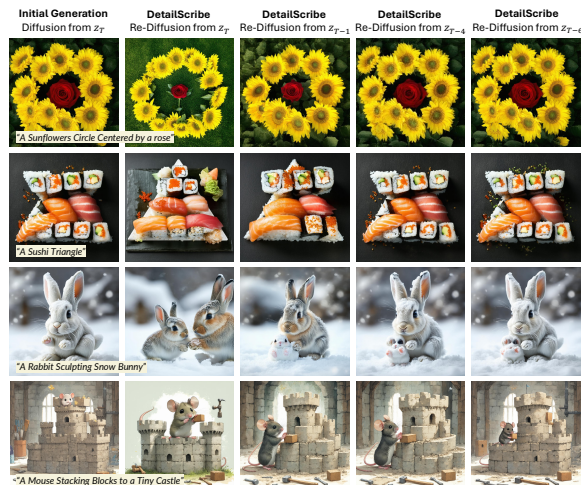 Initial Generation DetailScribe DetailScribe DetailScribe DetailScribe
Diffusion from z_T Re-Diffusion from z_T Re-Diffusion from z_{T-1} Re-Diffusion from z_{T-4} Re-Diffusion from z_{T-6}
"A Sunflowers Circle Centered by a rose"
"A Sushi Triangle"
"A Rabbit Sculpting Snow Bunny"
"A Mouse Stacking Blocks to a Tiny Castle"